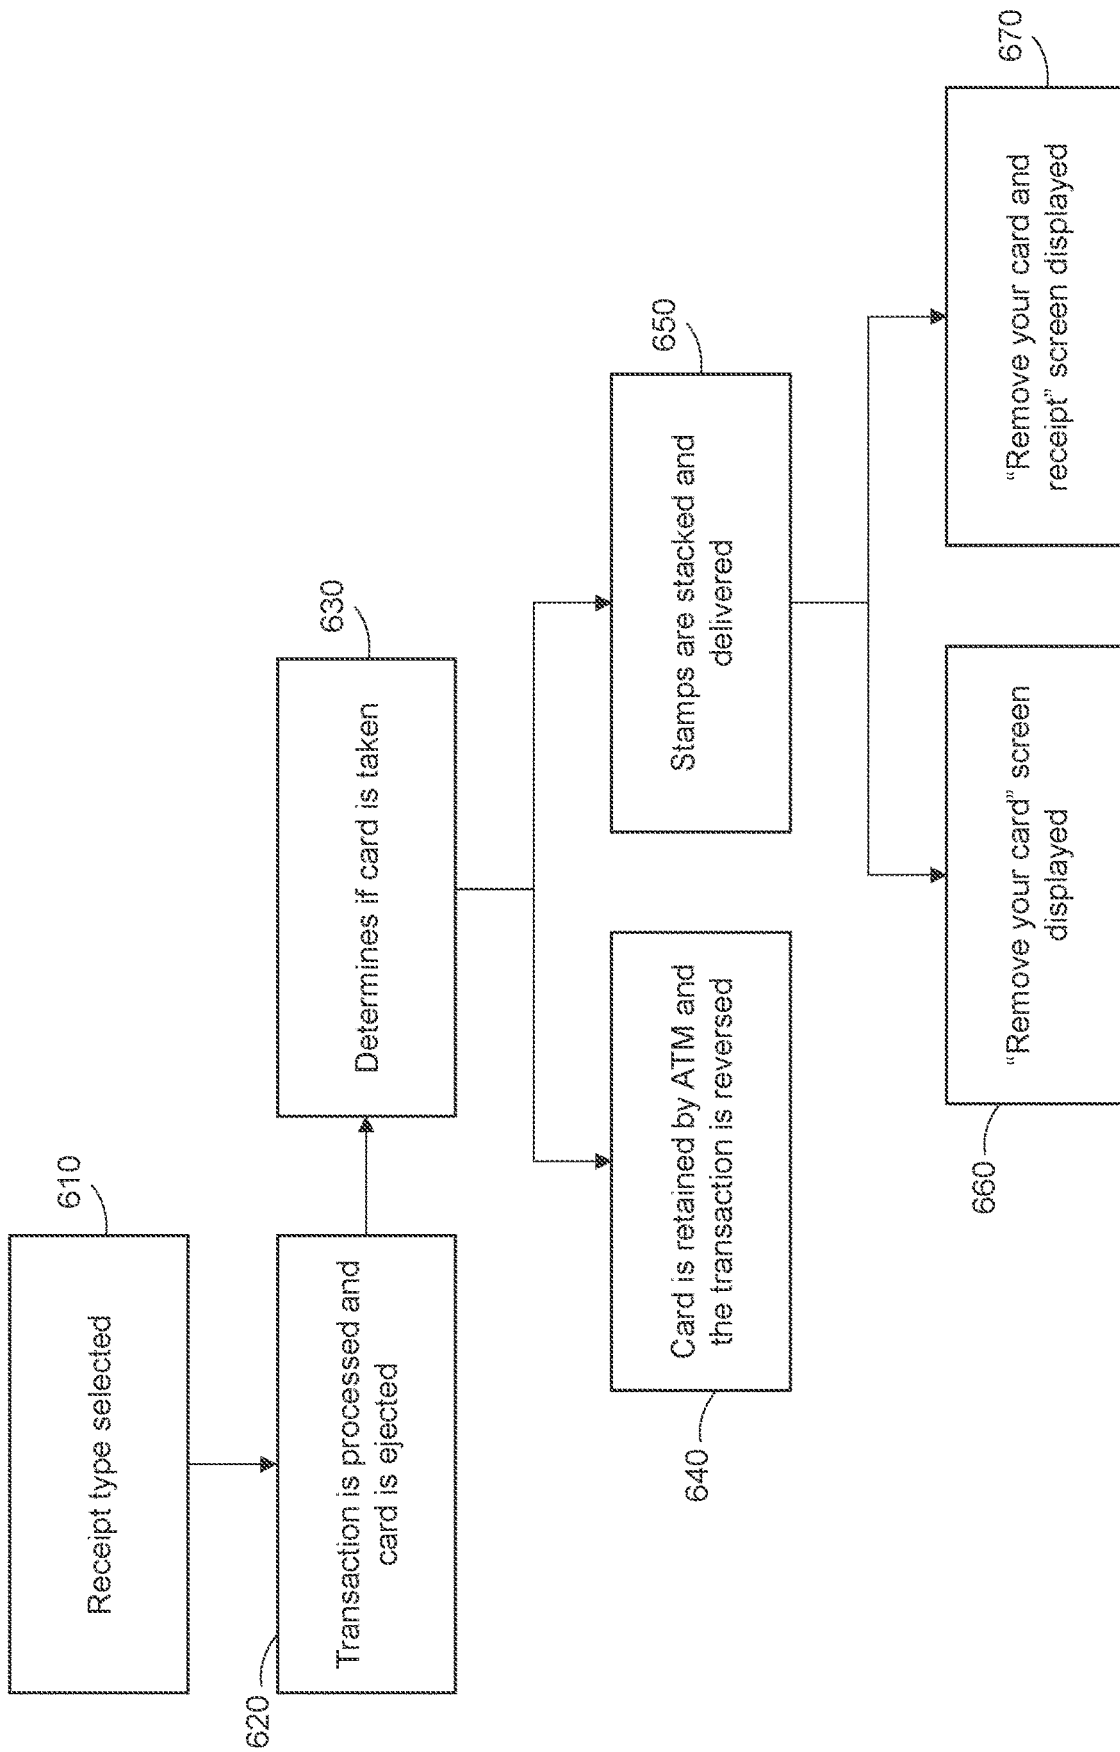 610
Receipt type selected
620
Transaction is processed and
card is ejected
630
Determines if card is taken
640
Card is retained by ATM and
the transaction is reversed
650
Stamps are stacked and
delivered
660
“Remove your card” screen
displayed
670
“Remove your card and
receipt” screen displayed